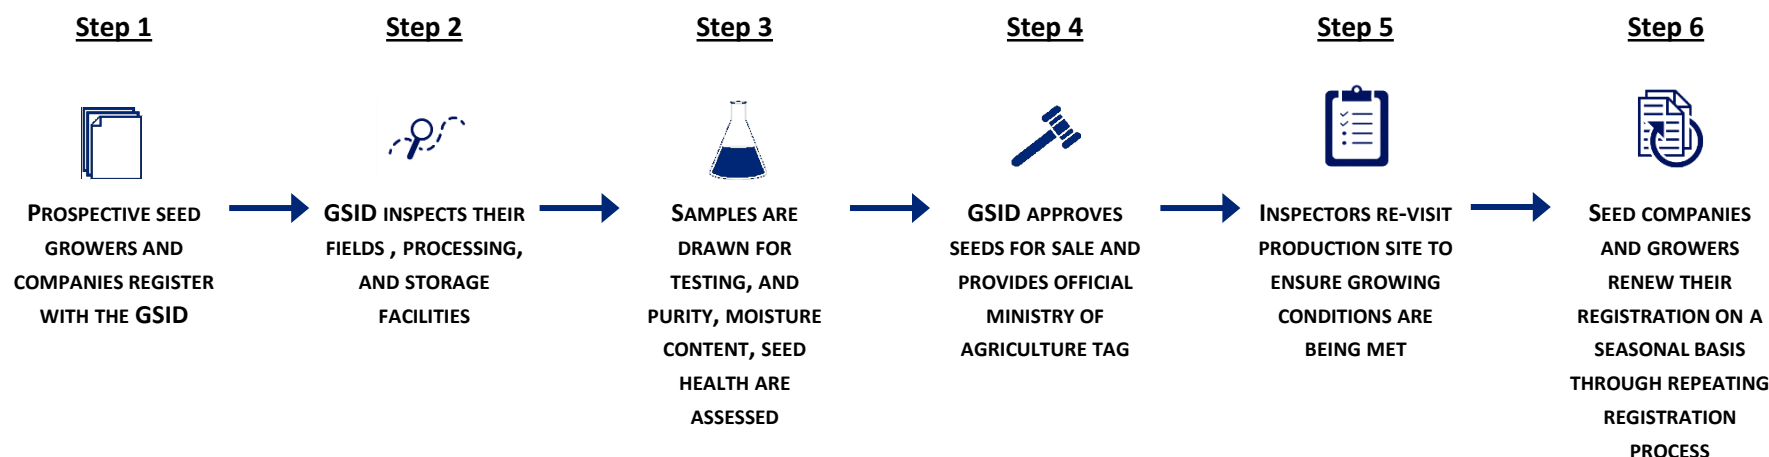 Step 1
Step 2
Step 3
Step 4
Step 5
Step 6
PROSPECTIVE SEED
GROWERS AND
COMPANIES REGISTER
WITH THE GSID
GSID INSPECTS THEIR
FIELDS , PROCESSING,
AND STORAGE
FACILITIES
SAMPLES ARE
DRAWN FOR
TESTING, AND
PURITY, MOISTURE
CONTENT, SEED
HEALTH ARE
ASSESSED
GSID APPROVES
SEEDS FOR SALE AND
PROVIDES OFFICIAL
MINISTRY OF
AGRICULTURE TAG
INSPECTORS RE-VISIT
PRODUCTION SITE TO
ENSURE GROWING
CONDITIONS ARE
BEING MET
SEED COMPANIES
AND GROWERS
RENEW THEIR
REGISTRATION ON A
SEASONAL BASIS
THROUGH REPEATING
REGISTRATION
PROCESS